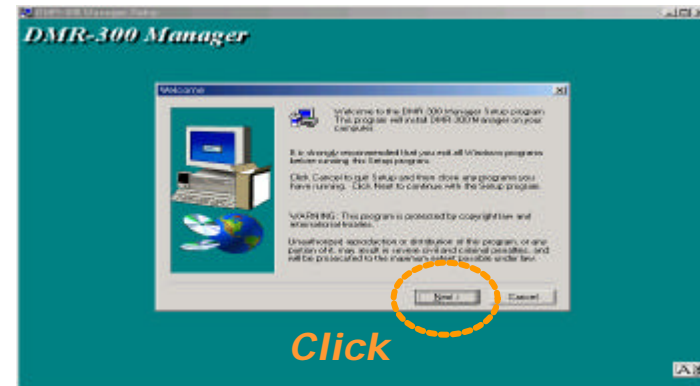 DMR-300 Manager Setup
DMR-300 Manager
Welcome
Welcome to the DMR-300 Manager Setup program.
This program will install DMR-300 Manager on your
computer.
It is strongly recommended that you exit all Windows programs
before running this Setup program.
Click Cancel to quit Setup and then close any programs you
have running. Click Next to continue with the Setup program.
WARNING: This program is protected by copyright law and
international treaties.
Unauthorized reproduction or distribution of this program, or any
portion of it, may result in severe civil and criminal penalties, and
will be prosecuted to the maximum extent possible under law.
Next >
Cancel
Click
A